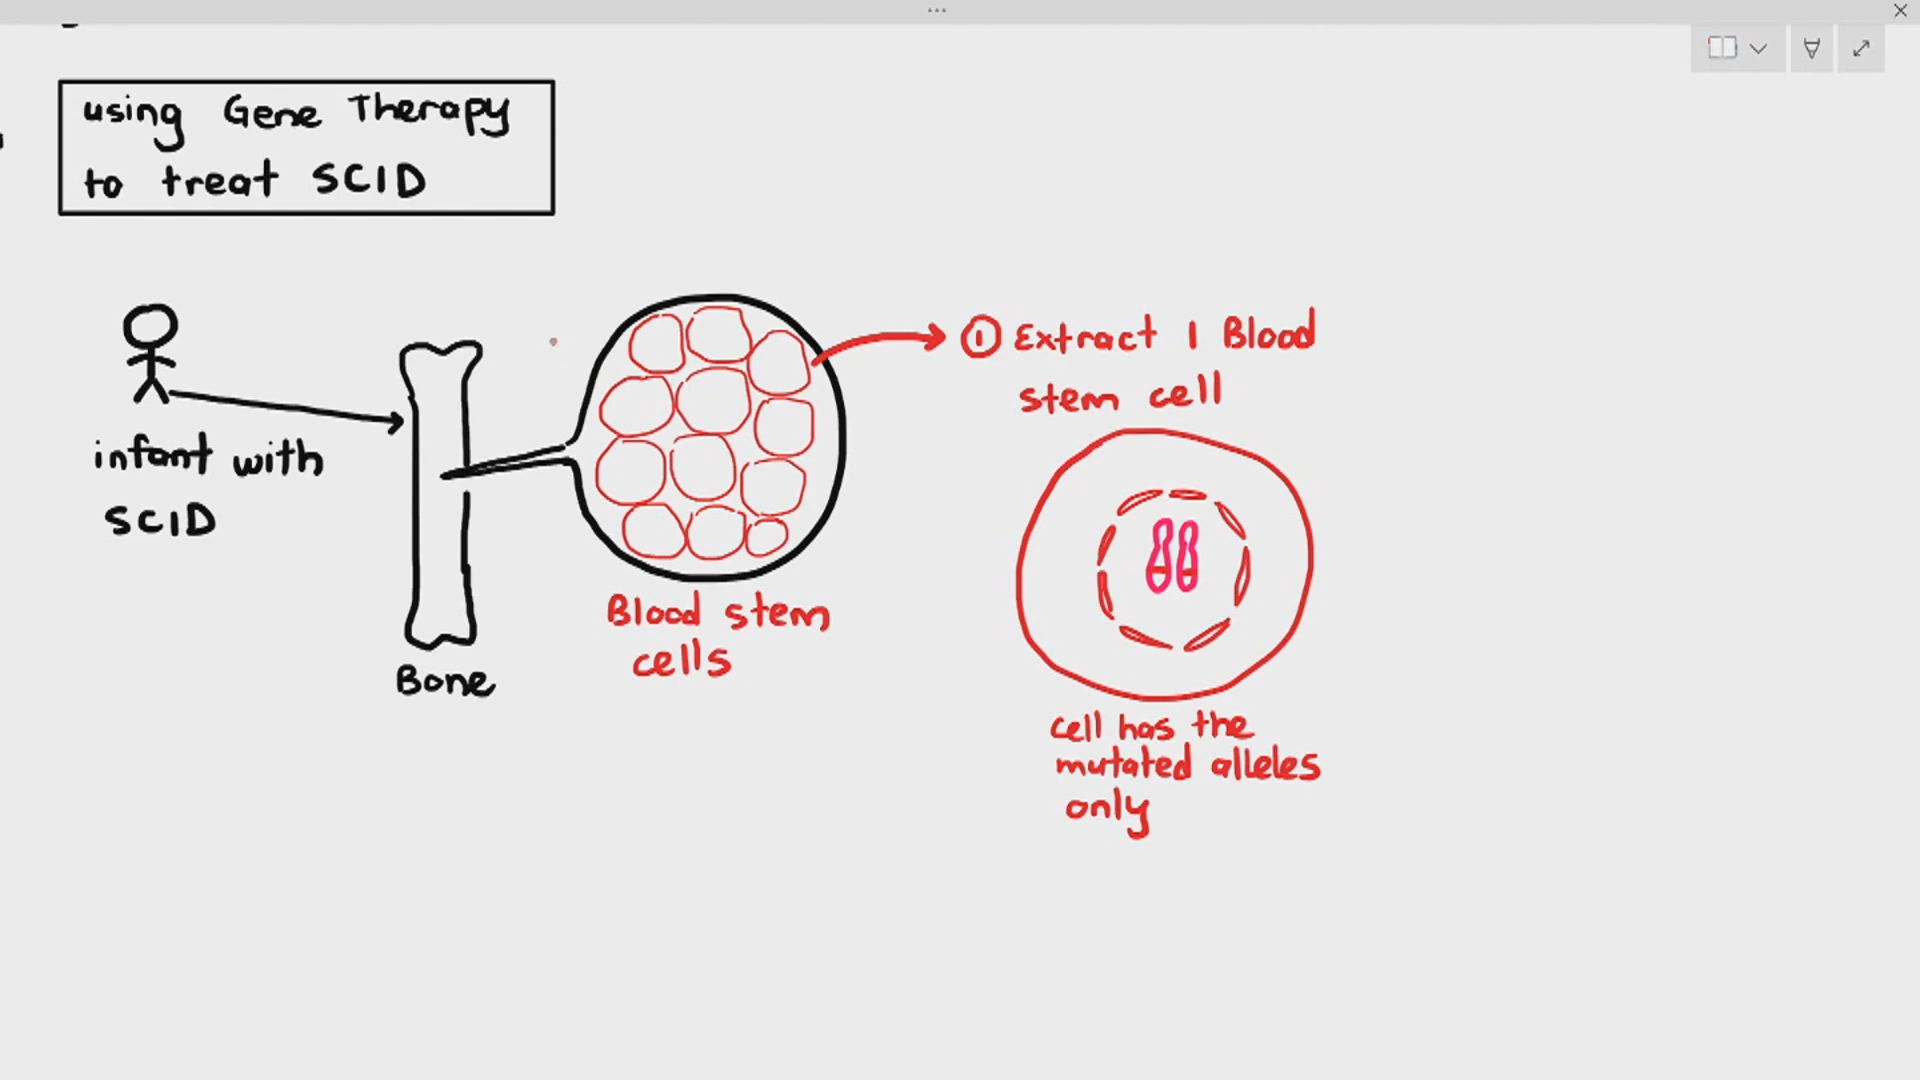 using Gene Therapy
to treat SCID
infant with
SCID
Bone
Blood stem
cells
① Extract 1 Blood
stem cell
cell has the
mutated alleles
only